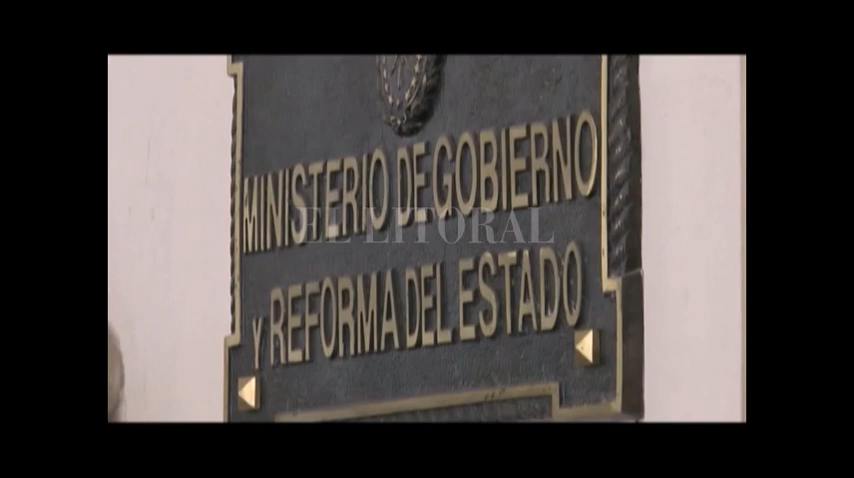 MINISTERIO DE GOBIERNO
EL LITORAL
Y REFORMA DEL ESTADO